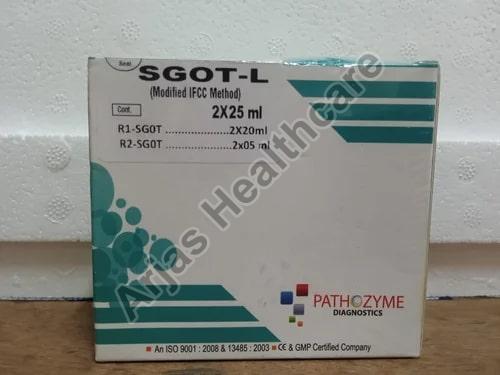 Seal
SGOT-L
(Modified IFCC Method)
Cont. 2X25 ml
R1-SGOT ..................2X20ml
R2-SGOT ..................2x05 ml
Arjas Healthcare
PATHOZYME
DIAGNOSTICS
An ISO 9001 : 2008 & 13485 : 2003 CE & GMP Certified Company